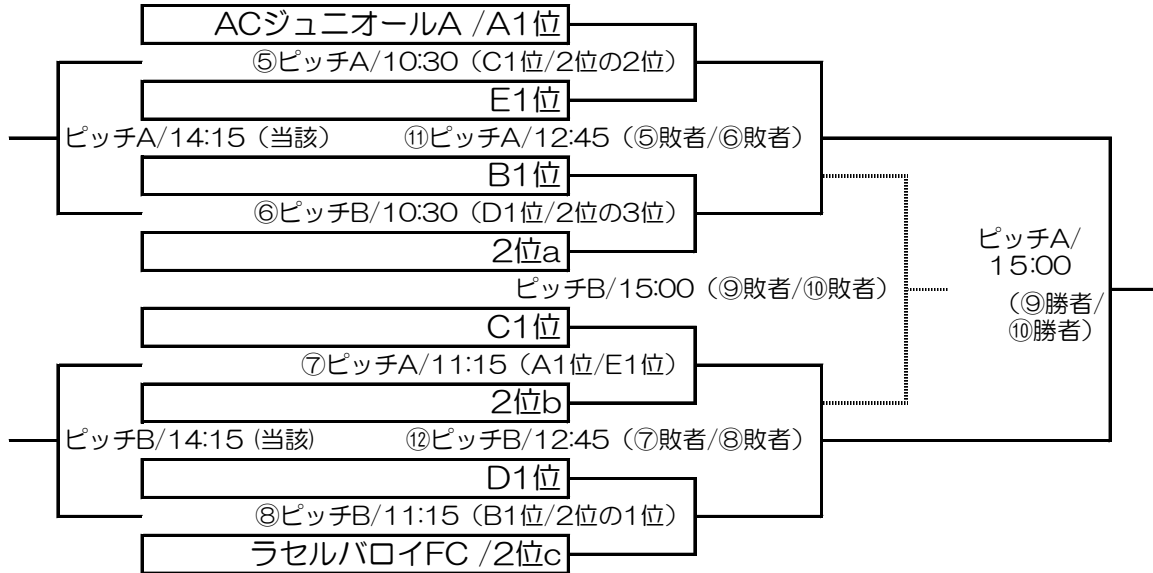 ACジュニオールA /A1位
⑤ピッチA/10:30（C1位/2位の2位）
E1位
ピッチA/14:15（当該）
⑪ピッチA/12:45（⑤敗者/⑥敗者）
B1位
⑥ピッチB/10:30（D1位/2位の3位）
2位a
ピッチA/
15:00
（⑨勝者/
⑩勝者）
ピッチB/15:00（⑨敗者/⑩敗者）
C1位
⑦ピッチA/11:15（A1位/E1位）
2位b
ピッチB/14:15 (当該)
⑫ピッチB/12:45（⑦敗者/⑧敗者）
D1位
⑧ピッチB/11:15（B1位/2位の1位）
ラセルバロイFC /2位c